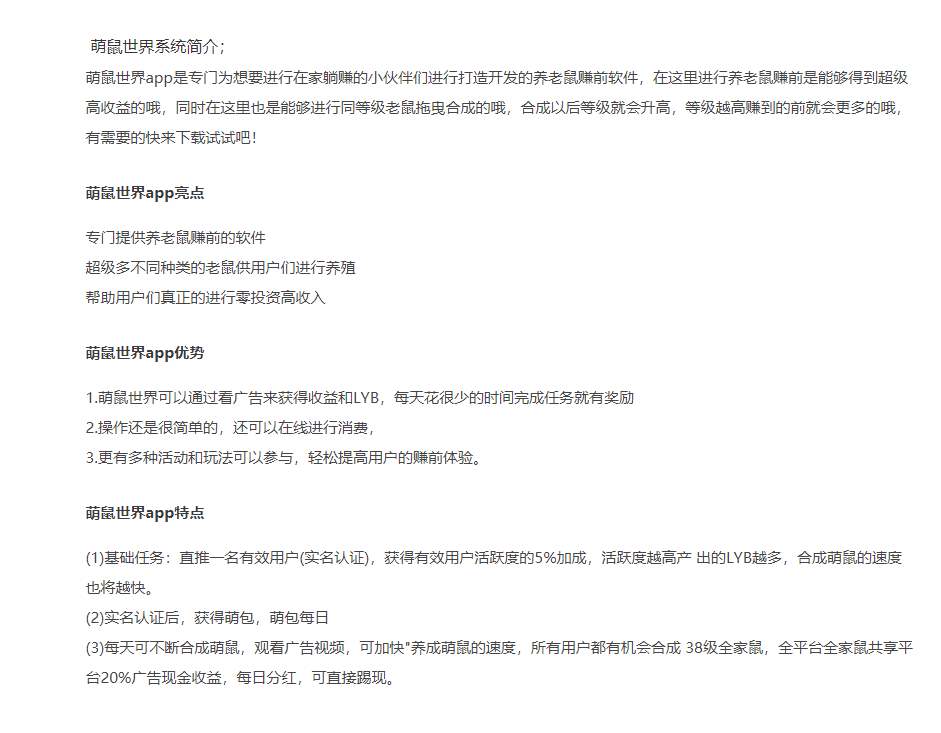 萌鼠世界系统简介；
萌鼠世界app是专门为想要进行在家躺赚的小伙伴们进行打造开发的养老鼠赚前软件，在这里进行养老鼠赚前是能够得到超级
高收益的哦，同时在这里也是能够进行同等级老鼠拖曳合成的哦，合成以后等级就会升高，等级越高赚到的前就会更多的哦，
有需要的快来下载试试吧！
萌鼠世界app亮点
专门提供养老鼠赚前的软件
超级多不同种类的老鼠供用户们进行养殖
帮助用户们真正的进行零投资高收入
萌鼠世界app优势
1.萌鼠世界可以通过看广告来获得收益和LYB，每天花很少的时间完成任务就有奖励
2.操作还是很简单的，还可以在线进行消费，
3.更有多种活动和玩法可以参与，轻松提高用户的赚前体验。
萌鼠世界app特点
(1)基础任务：直推一名有效用户(实名认证)，获得有效用户活跃度的5%加成，活跃度越高产 出的LYB越多，合成萌鼠的速度
也将越快。
(2)实名认证后，获得萌包，萌包每日
(3)每天可不断合成萌鼠，观看广告视频，可加快"养成萌鼠的速度，所有用户都有机会合成 38级全家鼠，全平台全家鼠共享平
台20%广告现金收益，每日分红，可直接踢现。